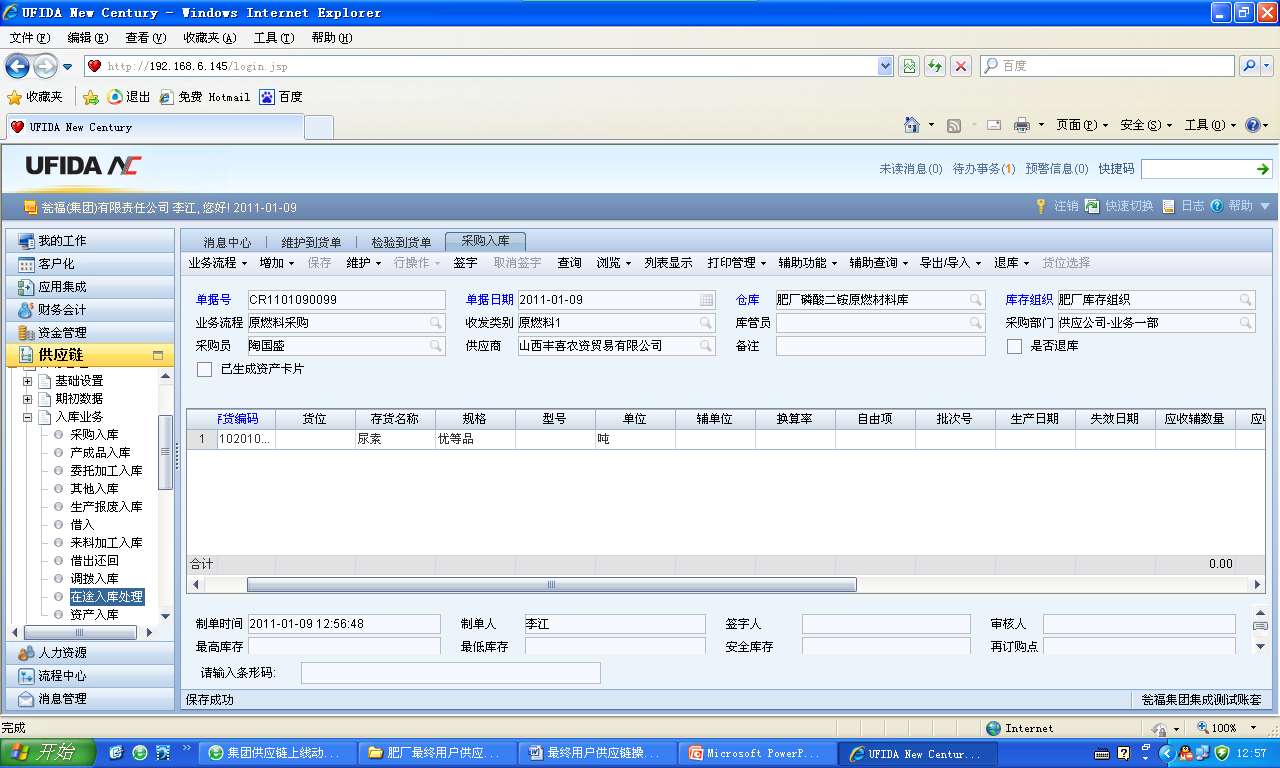 UFIDA New Century - Windows Internet Explorer
文件(F) 编辑(E) 查看(V) 收藏夹(A) 工具(T) 帮助(H)
http://192.168.6.145/login.jsp 百度
收藏夹 退出 免费 Hotmail 百度
UFIDA New Century 页面(P) 安全(S) 工具(O)
UFIDA NC 未读消息(0) 待办事务(1) 预警信息(0) 快捷码
瓮福(集团)有限责任公司 李江,您好! 2011-01-09 注销 快速切换 日志 帮助
我的工作
客户化
应用集成
财务会计
资金管理
供应链
基础设置
期初数据
入库业务
采购入库
产成品入库
委托加工入库
其他入库
生产报废入库
借入
来料加工入库
借出还回
调拨入库
在途入库处理
资产入库
人力资源
流程中心
消息管理
消息中心 维护到货单 检验到货单 采购入库
业务流程 增加 保存 维护 行操作 签字 取消签字 查询 浏览 列表显示 打印管理 辅助功能 辅助查询 导出/导入 退库 货位选择
单据号 CR1101090099 单据日期 2011-01-09 仓库 肥厂磷酸二铵原燃材料库 库存组织 肥厂库存组织
业务流程 原燃料采购 收发类别 原燃料1 库管员 采购部门 供应公司-业务一部
采购员 陶国盛 供应商 山西丰喜农资贸易有限公司 备注 是否退库
已生成资产卡片
货编码 货位 存货名称 规格 型号 单位 辅单位 换算率 自由项 批次号 生产日期 失效日期 应收辅数量
1 102010... 尿素 优等品 吨
合计 0.00
制单时间 2011-01-09 12:56:48 制单人 李江 签字人 审核人
最高库存 最低库存 安全库存 再订购点
请输入条形码:
保存成功 瓮福集团集成测试账套
完成 Internet 100%
开始 集团供应链上线动... 肥厂最终用户供应... 最终用户供应链操... Microsoft PowerP... UFIDA New Centur... 12:57